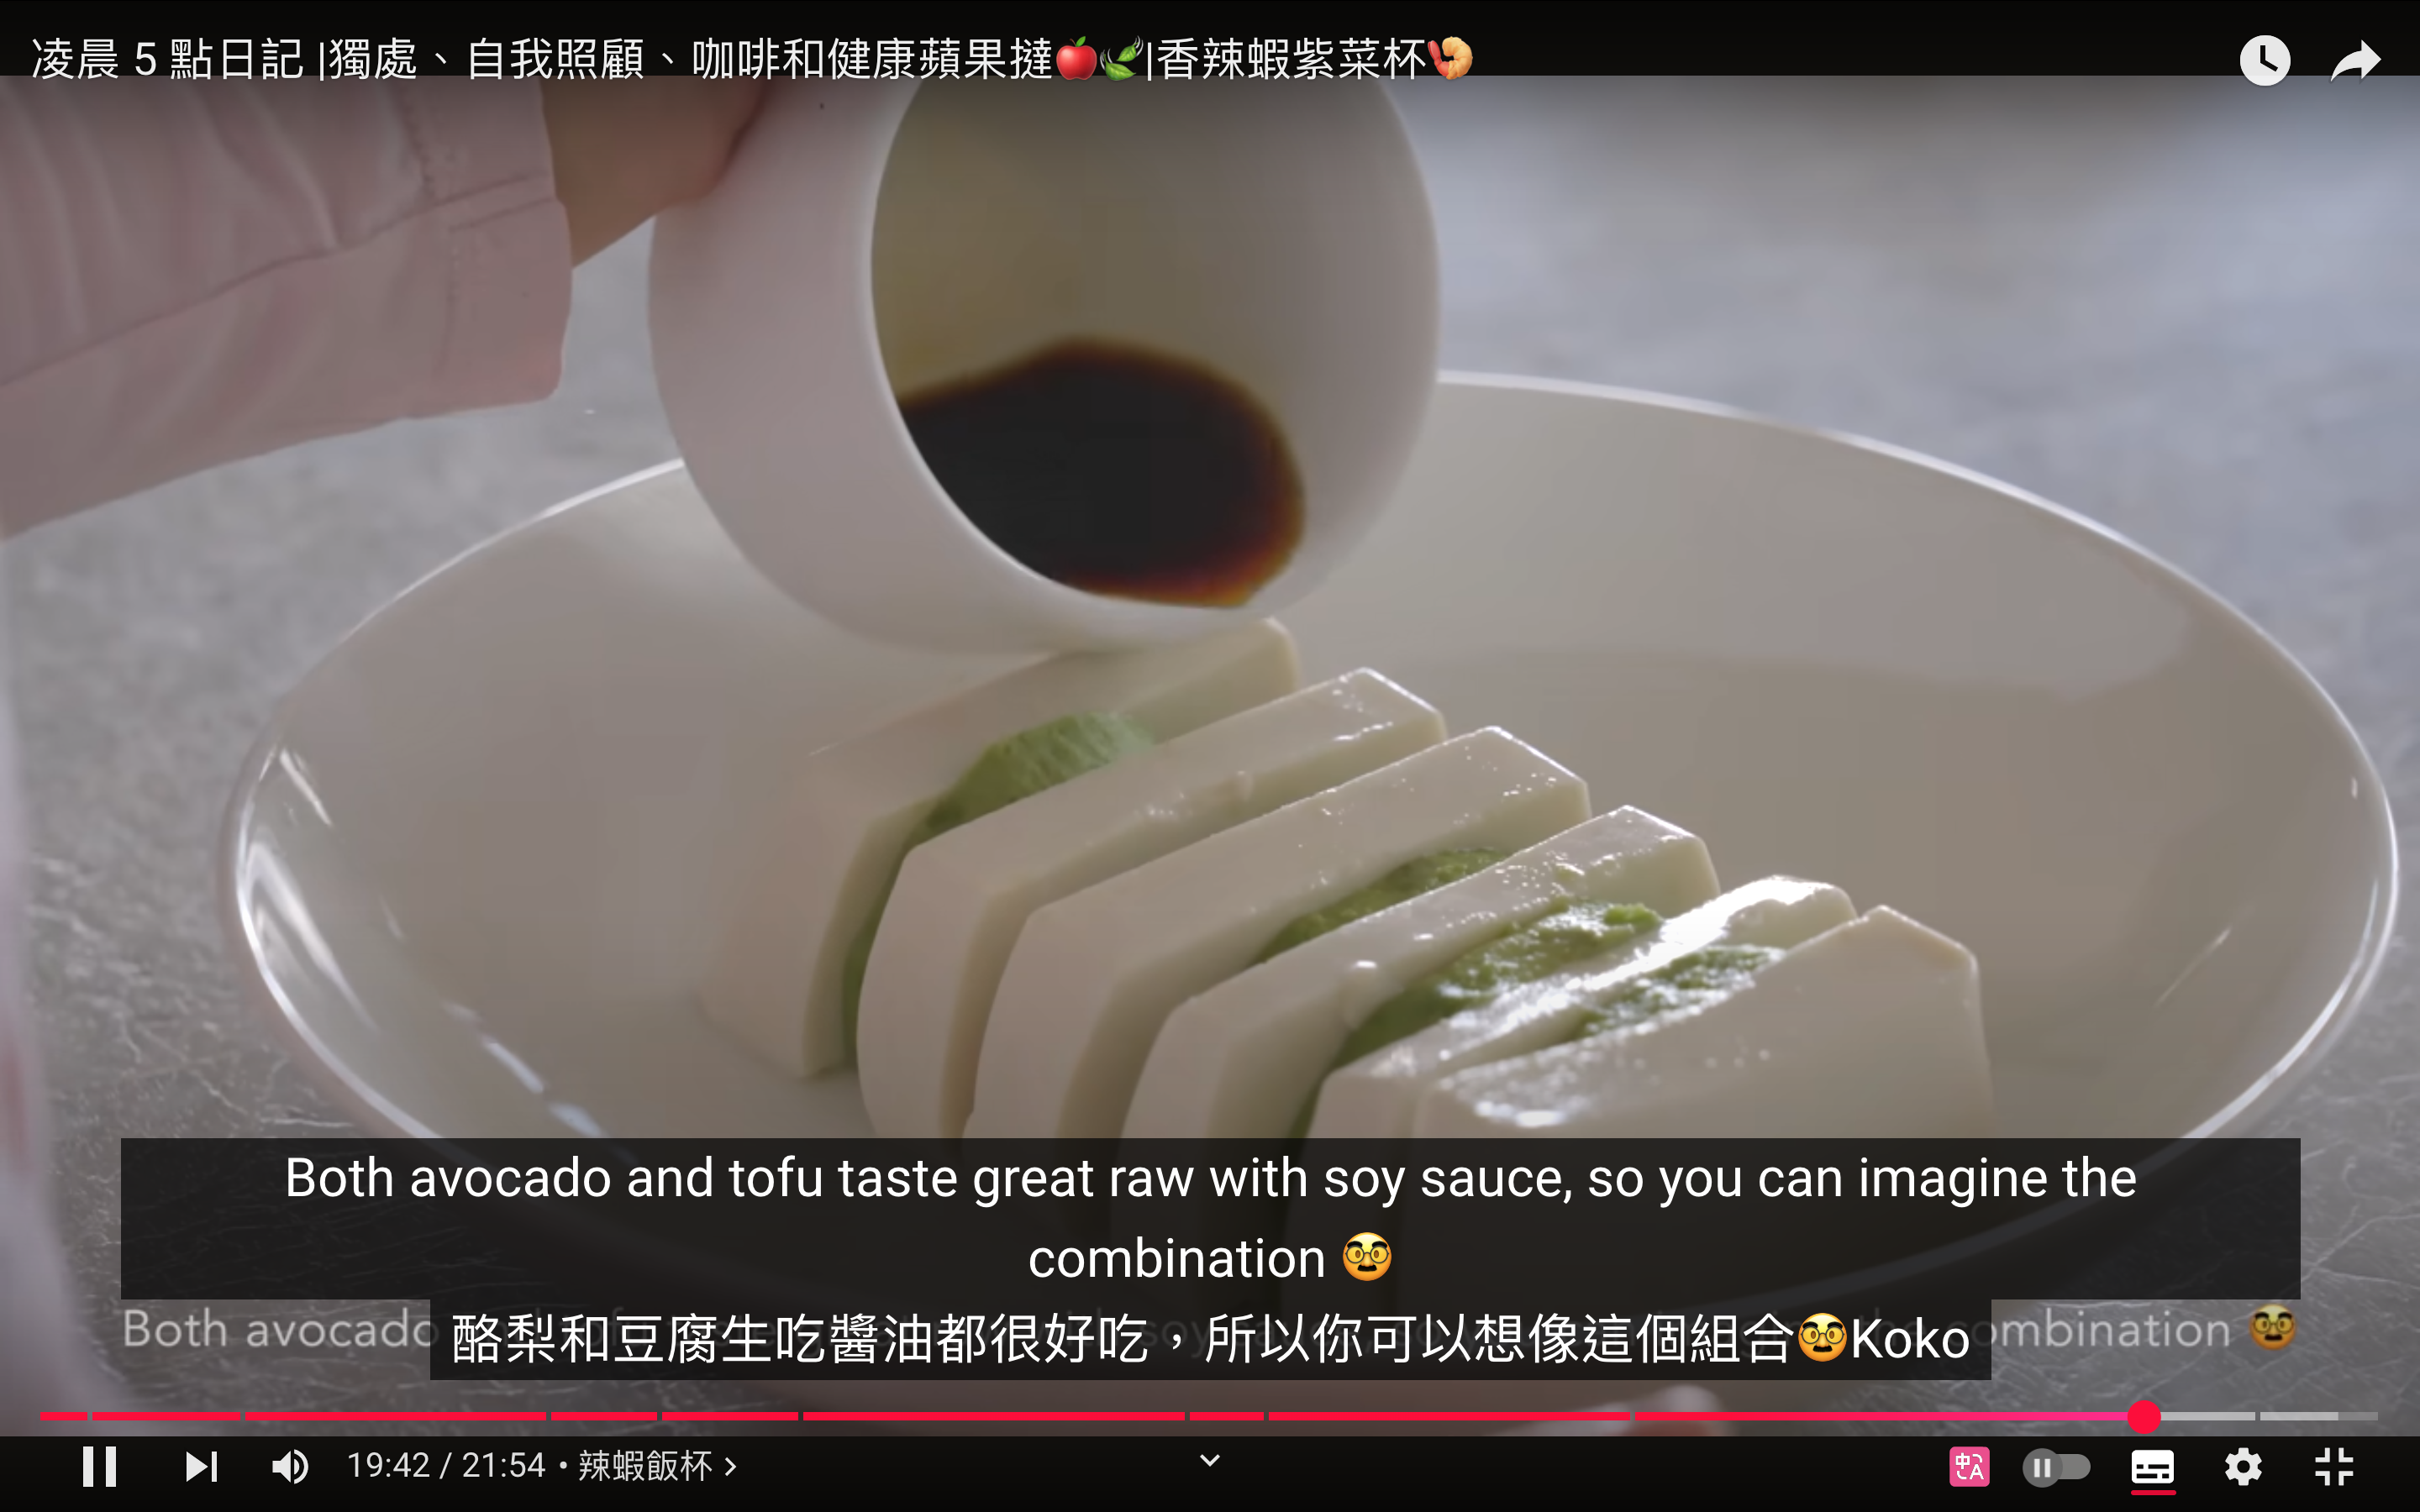 凌晨 5 點日記 |獨處、自我照顧、咖啡和健康蘋果撻🍎🌿|香辣蝦紫菜杯🍤
Both avocado and tofu taste great raw with soy sauce, so you can imagine the
combination 🥸
Both avocado ombination 🥸
酪梨和豆腐生吃醬油都很好吃，所以你可以想像這個組合🥸Koko
19:42 / 21:54 • 辣蝦飯杯 >
中A